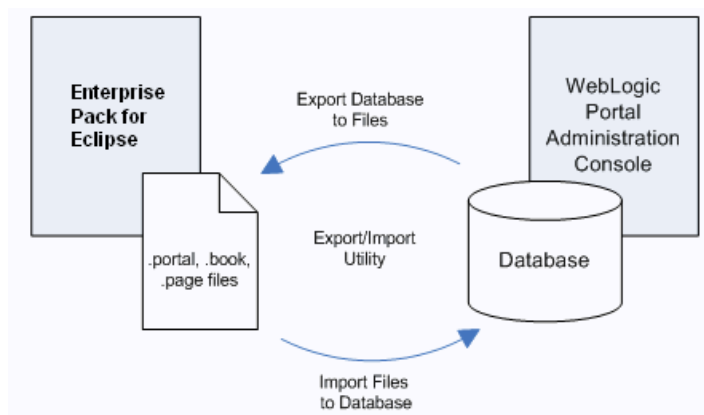 Enterprise
Pack for
Eclipse
.portal, .book,
.page files
Export Database
to Files
Export/Import
Utility
Import Files
to Database
WebLogic
Portal
Administration
Console
Database